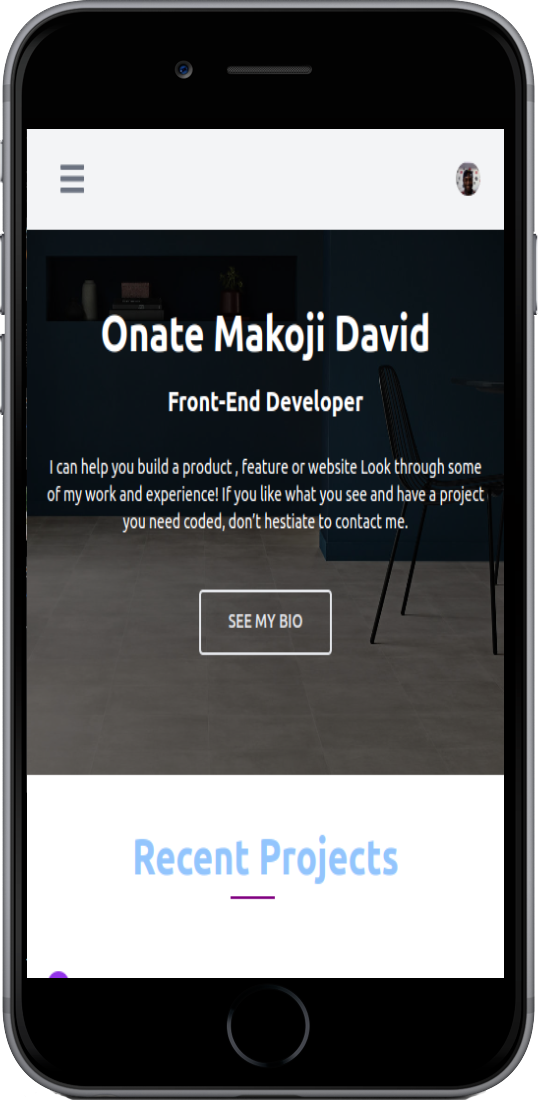 Onate Makoji David
Front-End Developer
I can help you build a product , feature or website Look through some
of my work and experience! If you like what you see and have a project
you need coded, don't hestiate to contact me.
SEE MY BIO
Recent Projects